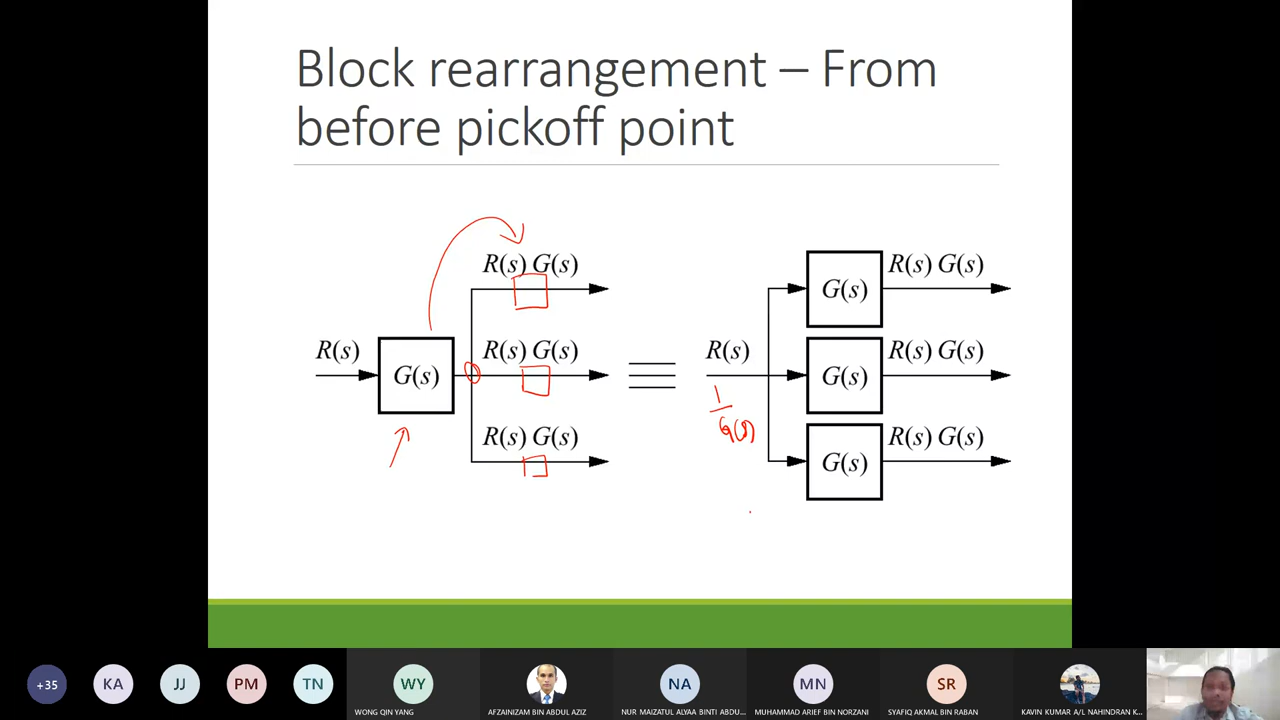 Block rearrangement – From
before pickoff point
R(s) G(s)
R(s)
G(s)
R(s) G(s)
R(s) G(s)
R(s)
1
G(s)
G(s)
R(s) G(s)
G(s)
R(s) G(s)
G(s)
R(s) G(s)
+35
KA
JJ
PM
TN
WY
WONG QIN YANG
AFZAINIZAM BIN ABDUL AZIZ
NA
NUR MAIZATUL ALYAA BINTI ABDU...
MN
MUHAMMAD ARIEF BIN NORZANI
SR
SYAFIQ AKMAL BIN RABAN
KAVIN KUMAR A/L NAHINDRAN K...